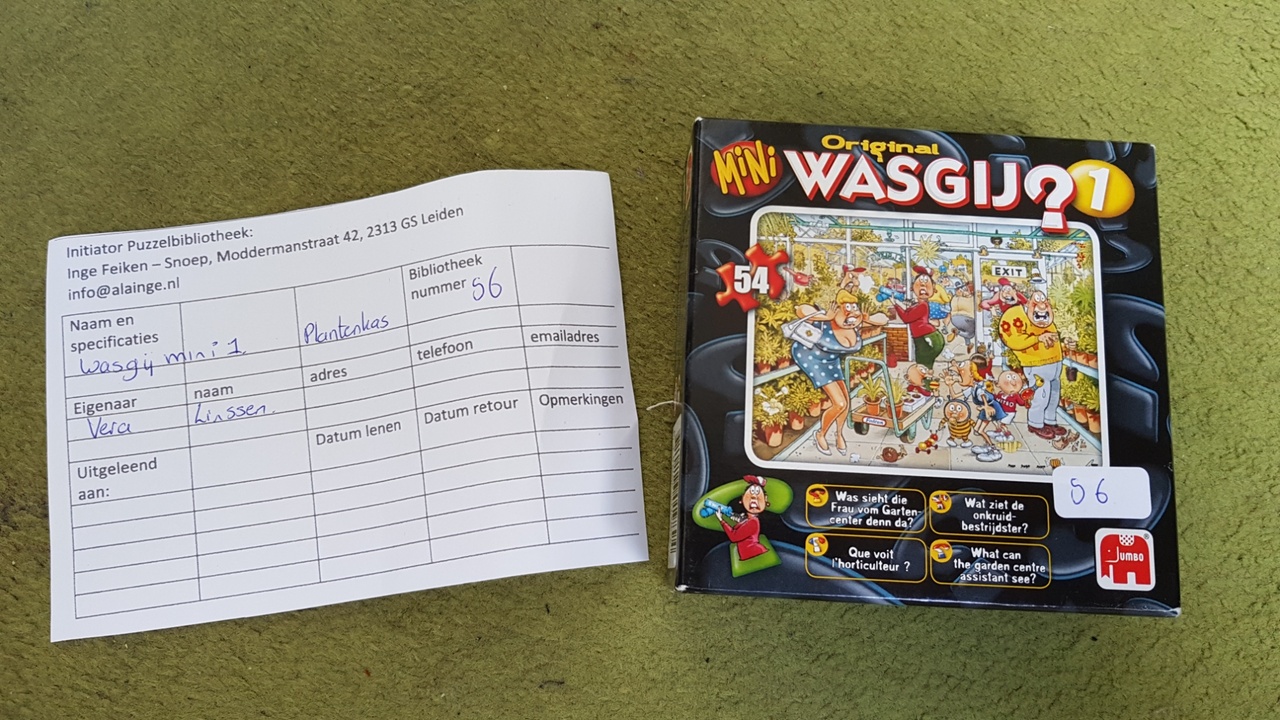 Initiator Puzzelbibliotheek:
Inge Feiken – Snoep, Moddermanstraat 42, 2313 GS Leiden
info@alainge.nl
Naam en
specificaties
Wasgij mini 1
Plantenkas
Bibliotheek
nummer 56
Eigenaar
naam
adres
telefoon
emailadres
Vera
Linssen.
Datum lenen
Datum retour
Opmerkingen
Uitgeleend
aan:
MiNi
Original
WASGIJ?
1
54
EXIT
Was sieht die
Frau vom Garten-
center denn da?
Wat ziet de
onkruid-
bestrijdster?
Que voit
l'horticulteur ?
What can
the garden centre
assistant see?
56
JUMBO